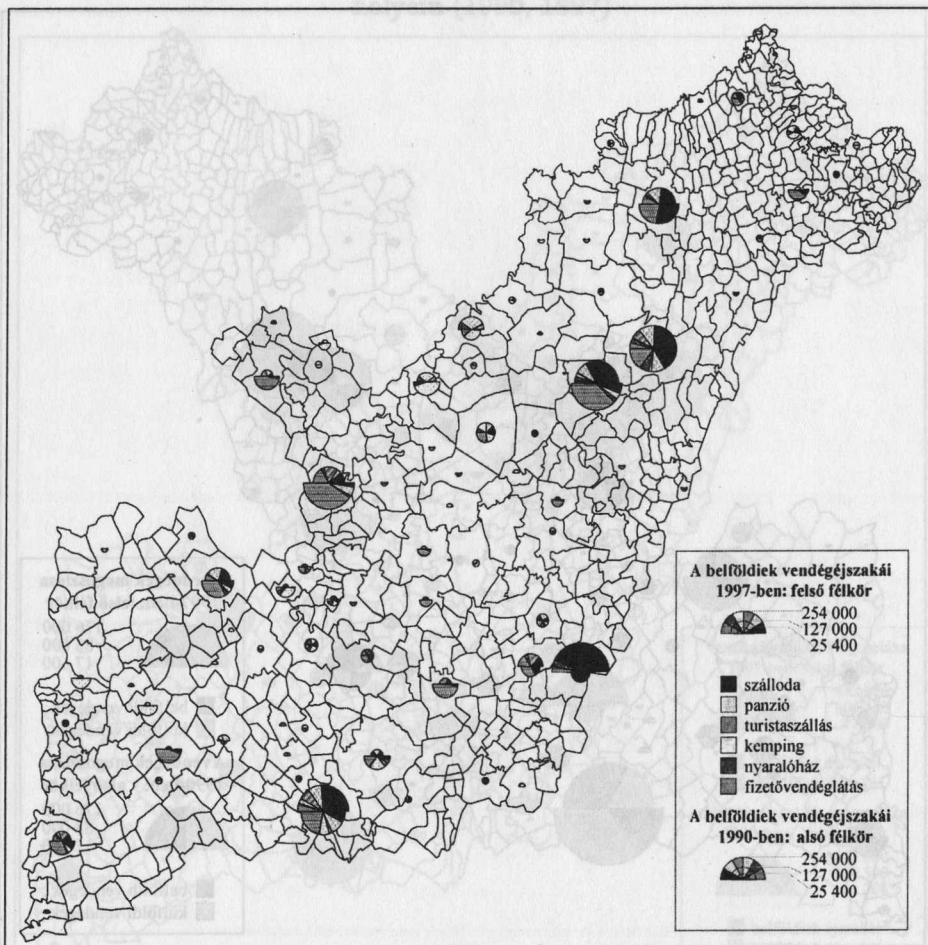 A belföldiek vendégéjszakái
1997-ben: felső félkör
254 000
127 000
25 400
szálloda
panzió
turistaszállás
kemping
nyaralóház
fizetővendéglátás
A belföldiek vendégéjszakái
1990-ben: alsó félkör
254 000
127 000
25 400